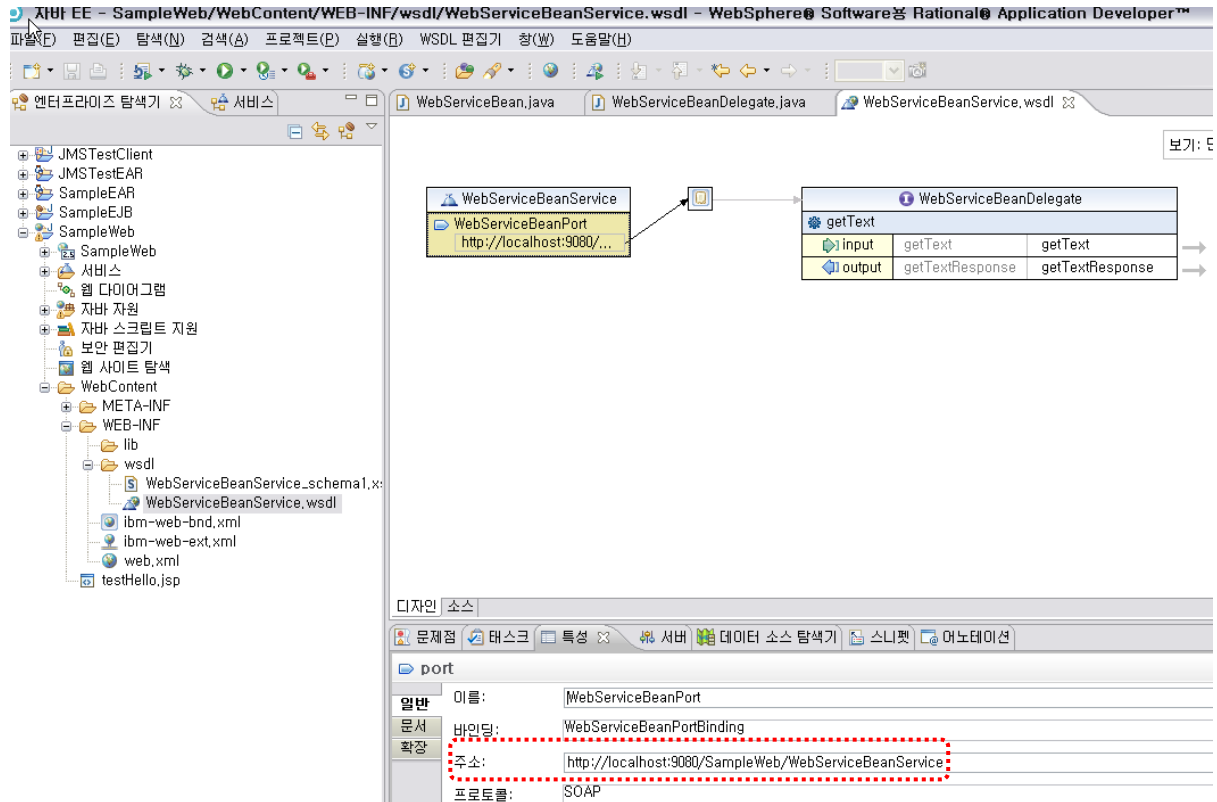 자바 EE - SampleWeb/WebContent/WEB-INF/wsdl/WebServiceBeanService.wsdl - WebSphere® Software용 Rational® Application Developer™
파일(F) 편집(E) 탐색(N) 검색(A) 프로젝트(P) 실행(R) WSDL 편집기 창(W) 도움말(H)
엔터프라이즈 탐색기 서비스
WebServiceBean.java WebServiceBeanDelegate.java WebServiceBeanService.wsdl
보기:
JMSTestClient
JMSTestEAR
SampleEAR
SampleEJB
SampleWeb
SampleWeb
서비스
웹 다이어그램
자바 자원
자바 스크립트 지원
보안 편집기
웹 사이트 탐색
WebContent
META-INF
WEB-INF
lib
wsdl
WebServiceBeanService_schema1.xs
WebServiceBeanService.wsdl
ibm-web-bnd.xml
ibm-web-ext.xml
web.xml
testHello.jsp
WebServiceBeanService
WebServiceBeanPort
http://localhost:9080/...
WebServiceBeanDelegate
getText
input getText getText
output getTextResponse getTextResponse
디자인 소스
문제점 태스크 특성 서버 데이터 소스 탐색기 스니펫 어노테이션
port
일반
문서
확장
이름: WebServiceBeanPort
바인딩: WebServiceBeanPortBinding
주소: http://localhost:9080/SampleWeb/WebServiceBeanService
프로토콜: SOAP